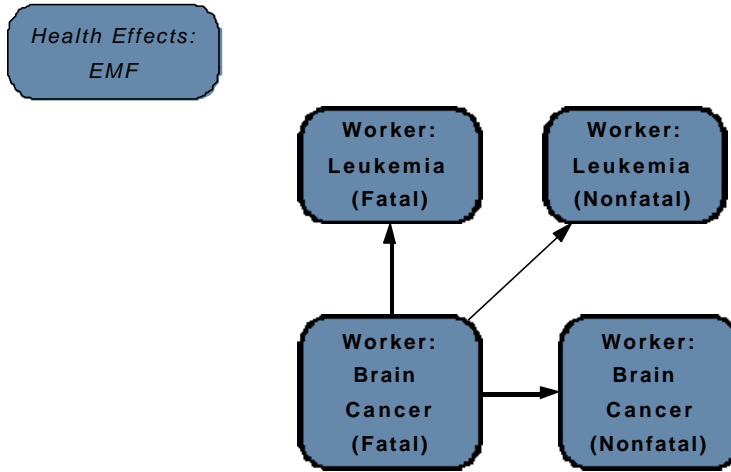 Health Effects:
EMF
Worker:
Leukemia
(Fatal)
Worker:
Leukemia
(Nonfatal)
Worker:
Brain
Cancer
(Fatal)
Worker:
Brain
Cancer
(Nonfatal)